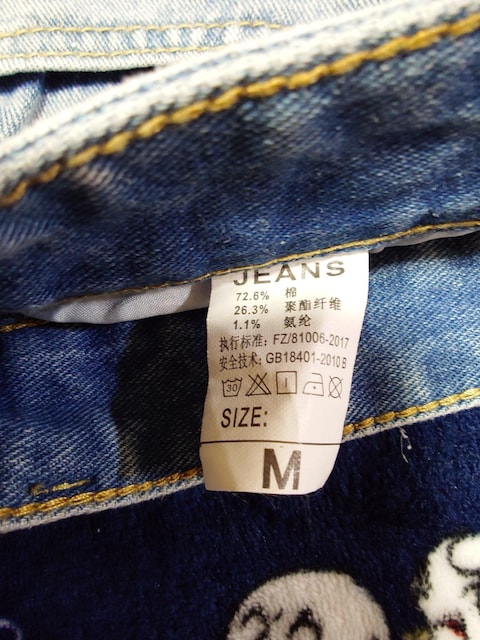 JEANS
72.6% 棉
26.3% 聚酯纤维
1.1% 氨纶
执行标准: FZ/81006-2017
安全技术: GB18401-2010 B
30
SIZE:
M